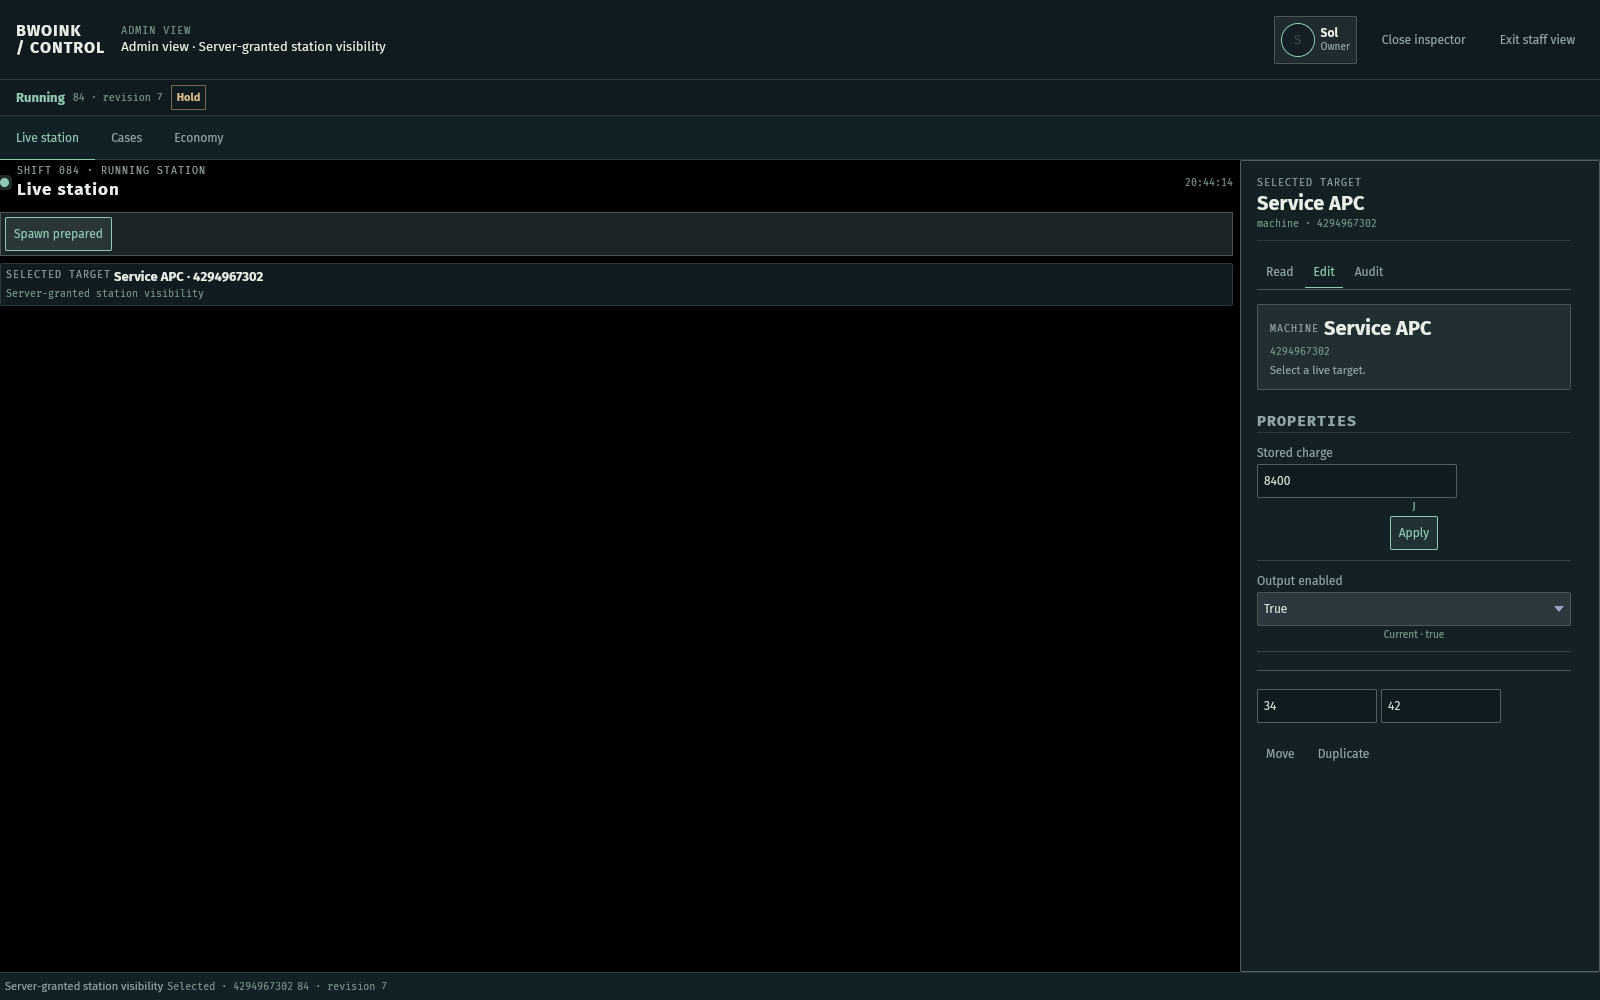 BWOINK
/ CONTROL
ADMIN VIEW
Admin view · Server-granted station visibility
S
Sol
Owner
Close inspector
Exit staff view
Running 84 · revision 7 Hold
Live station
Cases
Economy
SHIFT 084 · RUNNING STATION
Live station
20:44:14
Spawn prepared
SELECTED TARGET Service APC · 4294967302
Server-granted station visibility
SELECTED TARGET
Service APC
machine · 4294967302
Read
Edit
Audit
MACHINE Service APC
4294967302
Select a live target.
PROPERTIES
Stored charge
8400
J
Apply
Output enabled
True
Current · true
34
42
Move
Duplicate
Server-granted station visibility Selected · 4294967302 84 · revision 7